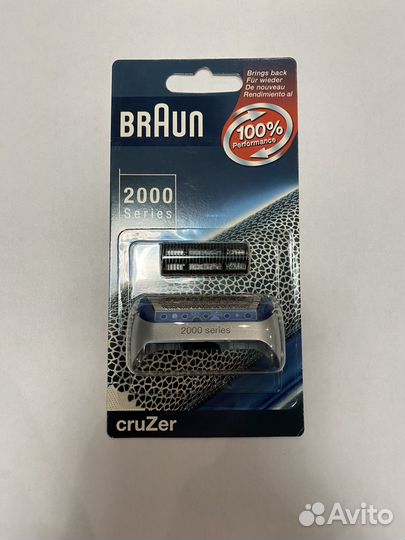 Brings back
Für wieder
De nouveau
Rendimiento al
100%
Performance
BRAUN
2000
Series
2000 series
cruZer
Avito